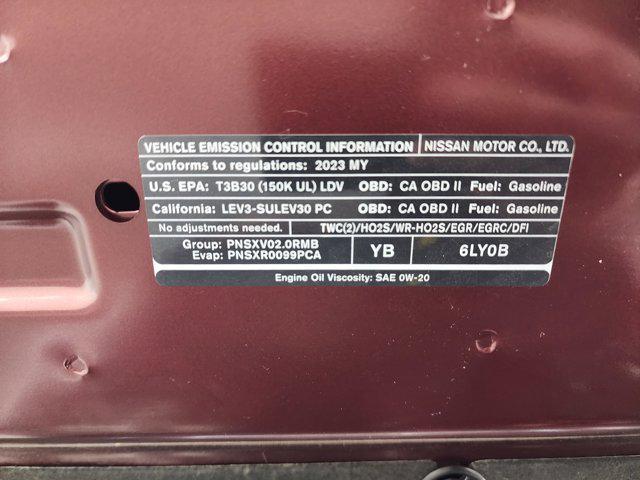 VEHICLE EMISSION CONTROL INFORMATION NISSAN MOTOR CO., LTD.
Conforms to regulations: 2023 MY
U.S. EPA: T3B30 (150K UL) LDV OBD: CA OBD II Fuel: Gasoline
California: LEV3-SULEV30 PC OBD: CA OBD II Fuel: Gasoline
No adjustments needed. TWC(2)/HO2S/WR-HO2S/EGR/EGRC/DFI
Group: PNSXV02.0RMB
Evap: PNSXR0099PCA
YB
6LY0B
Engine Oil Viscosity: SAE 0W-20